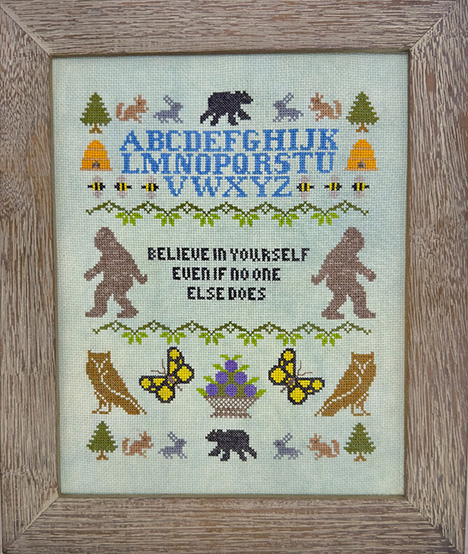 ABCDEFGHIJK
LMNOPQRSTU
VWXYZ
BELIEVE IN YOURSELF
EVEN IF NO ONE
ELSE DOES